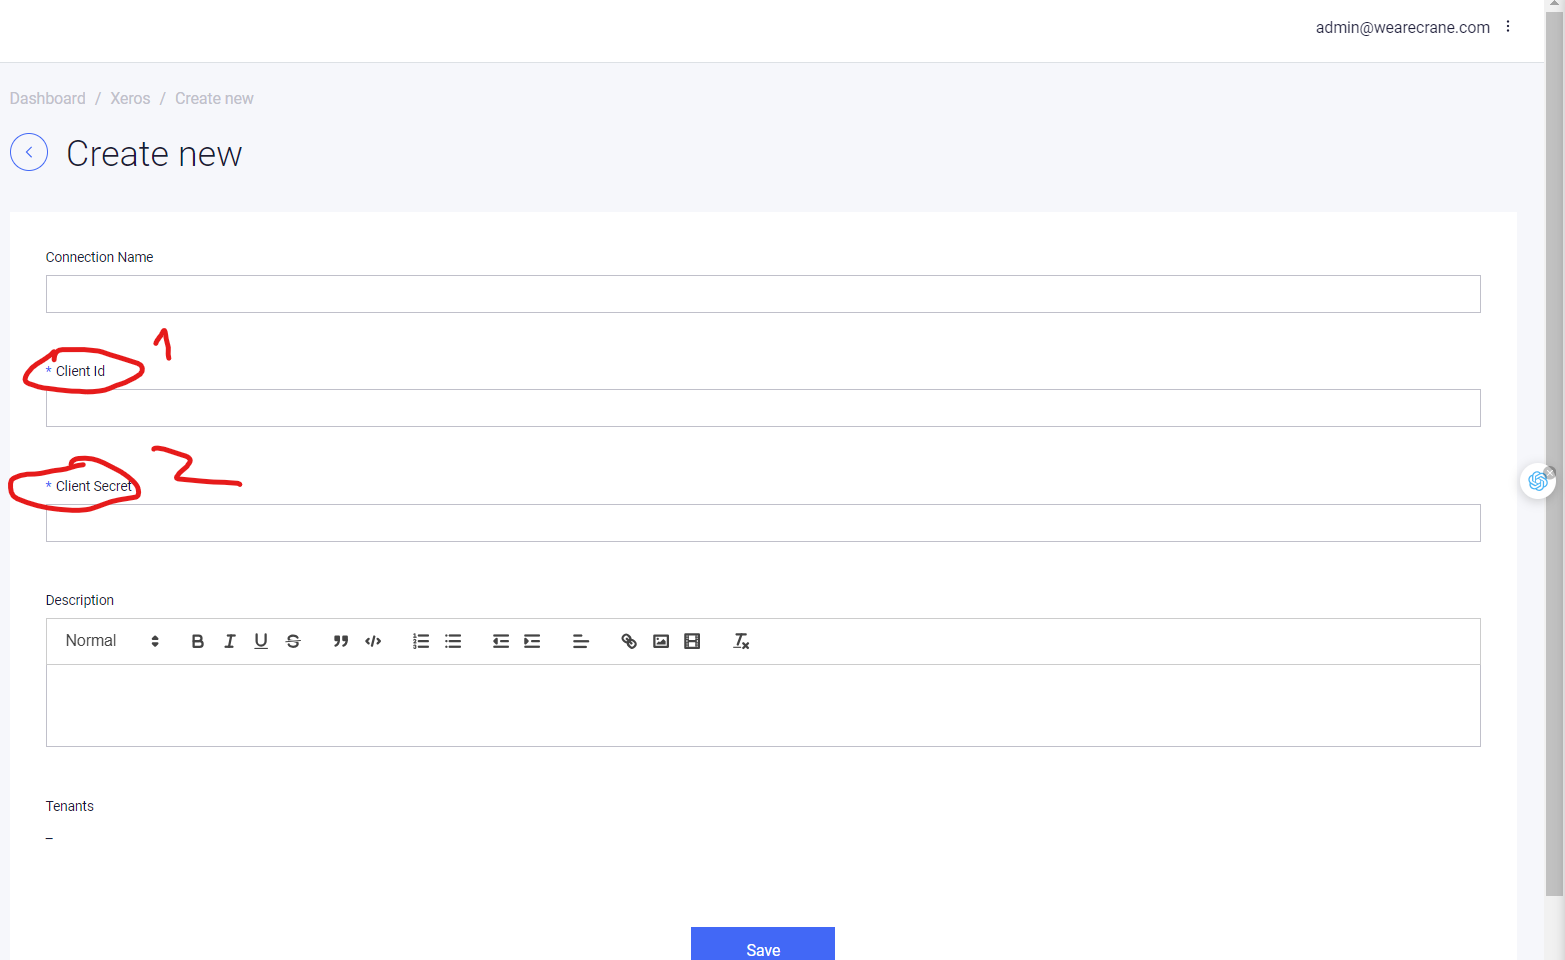 admin@wearecrane.com
Dashboard / Xeros / Create new
Create new
Connection Name
1
* Client Id
2
* Client Secret
Description
Normal
Tenants
–
Save